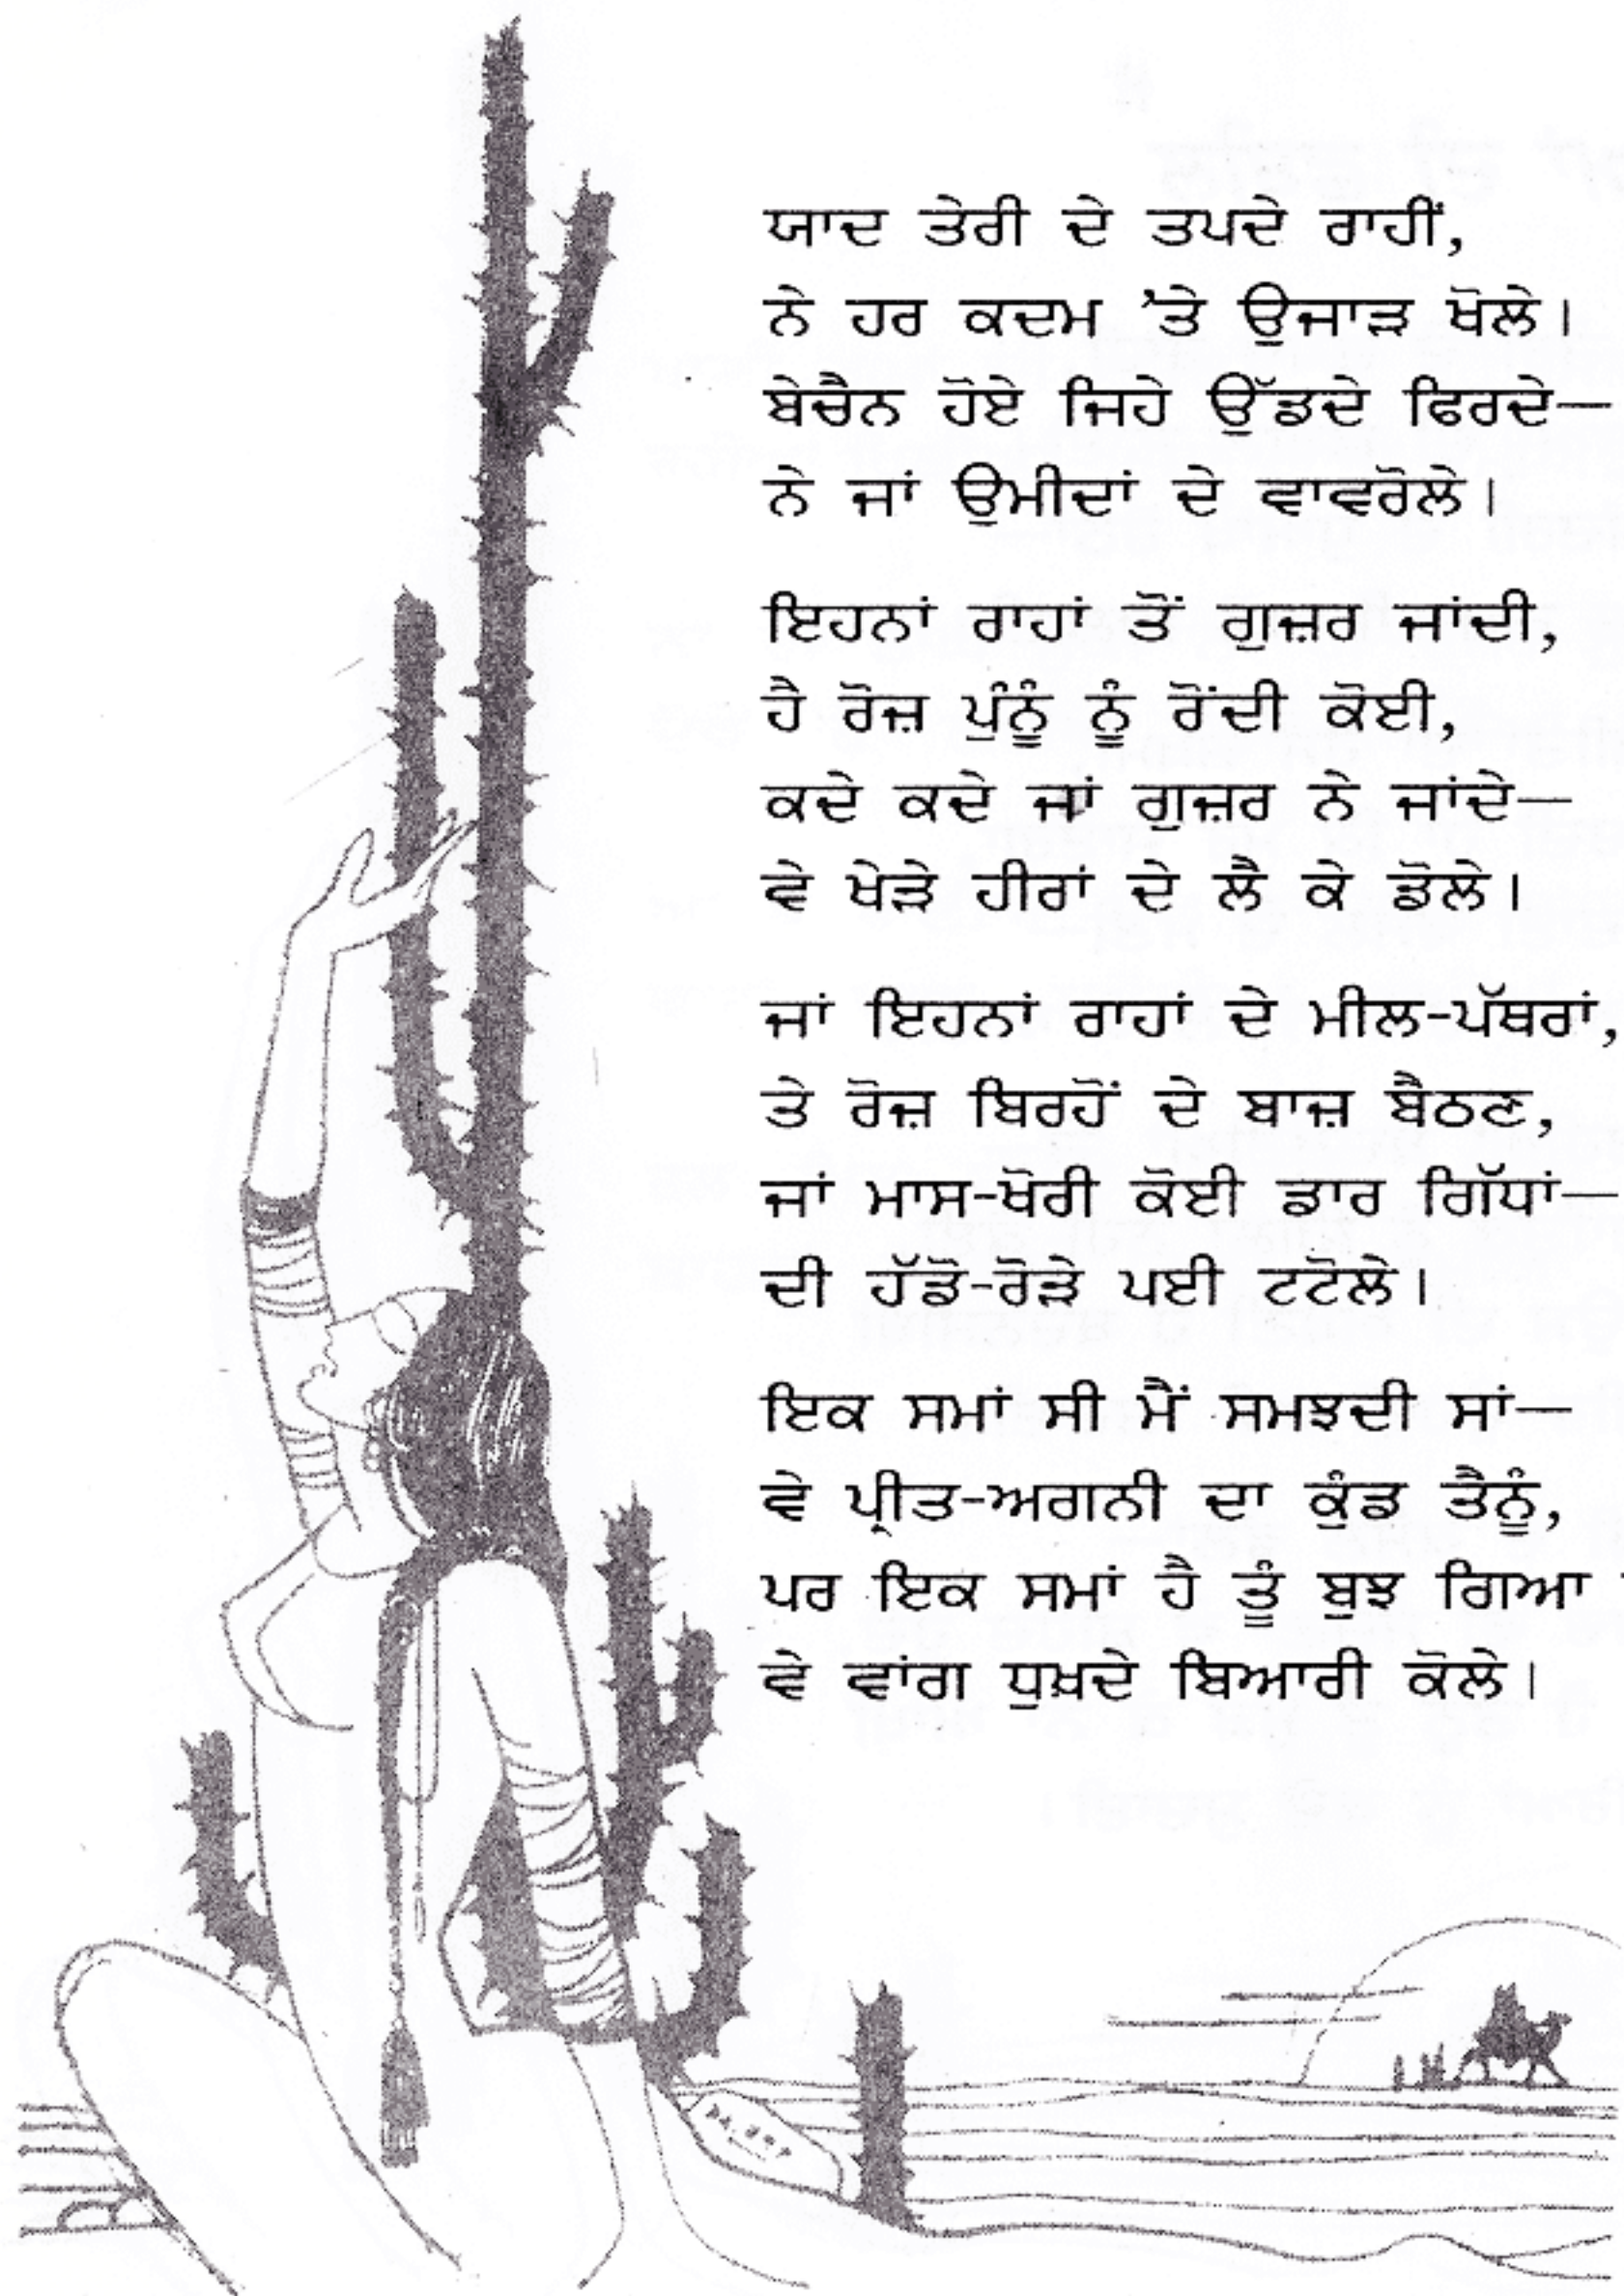 ਯਾਦ ਤੇਰੀ ਦੇ ਤਪਦੇ ਰਾਹੀਂ,
ਨੇ ਹਰ ਕਦਮ ’ਤੇ ਉਜਾੜ ਖੋਲੇ।
ਬੇਚੈਨ ਹੋਏ ਜਿਹੇ ਉੱਡਦੇ ਫਿਰਦੇ—
ਨੇ ਜਾਂ ਉਮੀਦਾਂ ਦੇ ਵਾਵਰੋਲੇ।
ਇਹਨਾਂ ਰਾਹਾਂ ਤੋਂ ਗੁਜ਼ਰ ਜਾਂਦੀ,
ਹੈ ਰੋਜ਼ ਪੁੰਨੂੰ ਨੂੰ ਰੋਂਦੀ ਕੋਈ,
ਕਦੇ ਕਦੇ ਜਾਂ ਗੁਜ਼ਰ ਨੇ ਜਾਂਦੇ—
ਵੇ ਖੇੜੇ ਹੀਰਾਂ ਦੇ ਲੈ ਕੇ ਡੋਲੇ।
ਜਾਂ ਇਹਨਾਂ ਰਾਹਾਂ ਦੇ ਮੀਲ-ਪੱਥਰਾਂ,
ਤੇ ਰੋਜ਼ ਬਿਰਹੋਂ ਦੇ ਬਾਜ਼ ਬੈਠਣ,
ਜਾਂ ਮਾਸ-ਖੋਰੀ ਕੋਈ ਡਾਰ ਗਿੱਧਾਂ—
ਦੀ ਹੱਡੋ-ਰੋੜੇ ਪਈ ਟਟੋਲੇ।
ਇਕ ਸਮਾਂ ਸੀ ਮੈਂ ਸਮਝਦੀ ਸਾਂ—
ਵੇ ਪ੍ਰੀਤ-ਅਗਨੀ ਦਾ ਕੁੰਡ ਤੈਨੂੰ,
ਪਰ ਇਕ ਸਮਾਂ ਹੈ ਤੂੰ ਬੁਝ ਗਿਆ
ਵੇ ਵਾਂਗ ਧੁਖ਼ਦੇ ਬਿਆਰੀ ਕੋਲੇ।